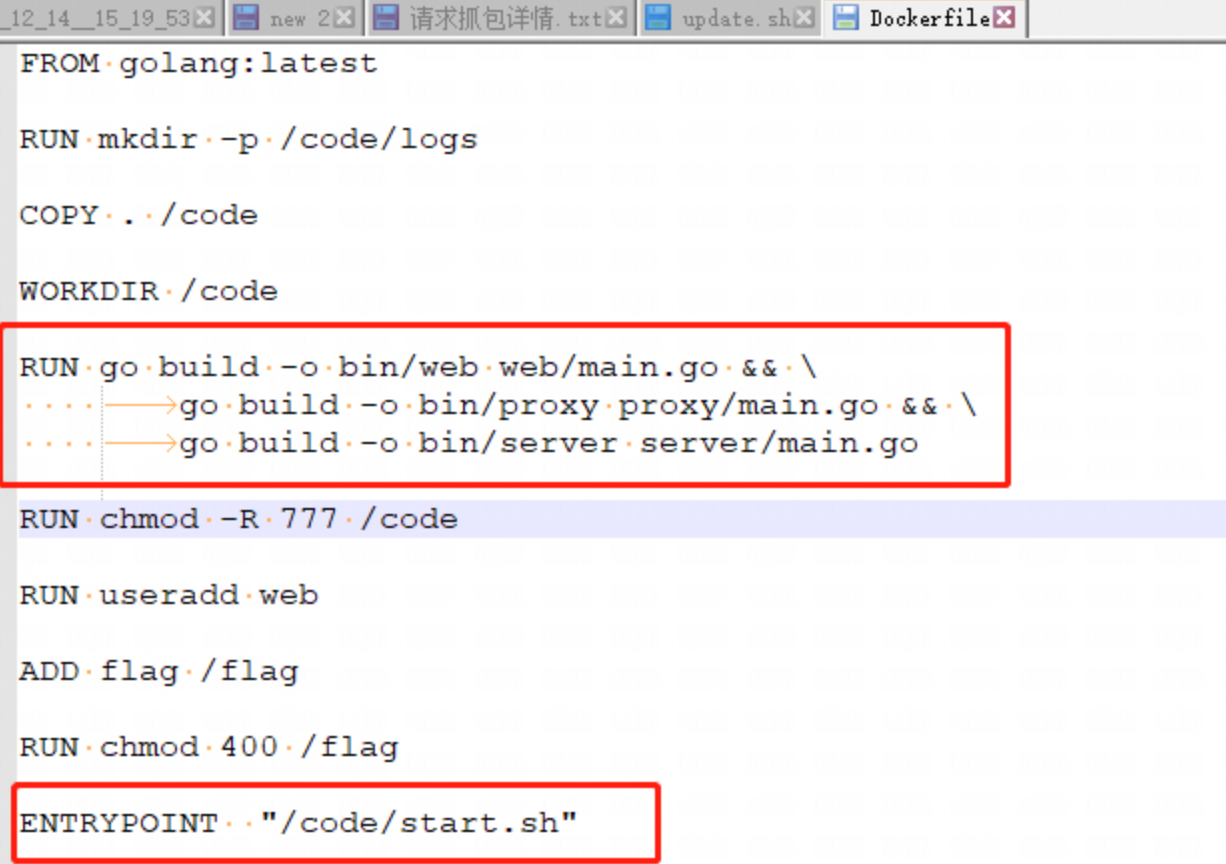 _12_14__15_19_53
new 2
请求抓包详情.txt
update.sh
Dockerfile
FROM golang:latest
RUN mkdir -p /code/logs
COPY . /code
WORKDIR /code
RUN go build -o bin/web web/main.go && \
go build -o bin/proxy proxy/main.go && \
go build -o bin/server server/main.go
RUN chmod -R 777 /code
RUN useradd web
ADD flag /flag
RUN chmod 400 /flag
ENTRYPOINT  "/code/start.sh"